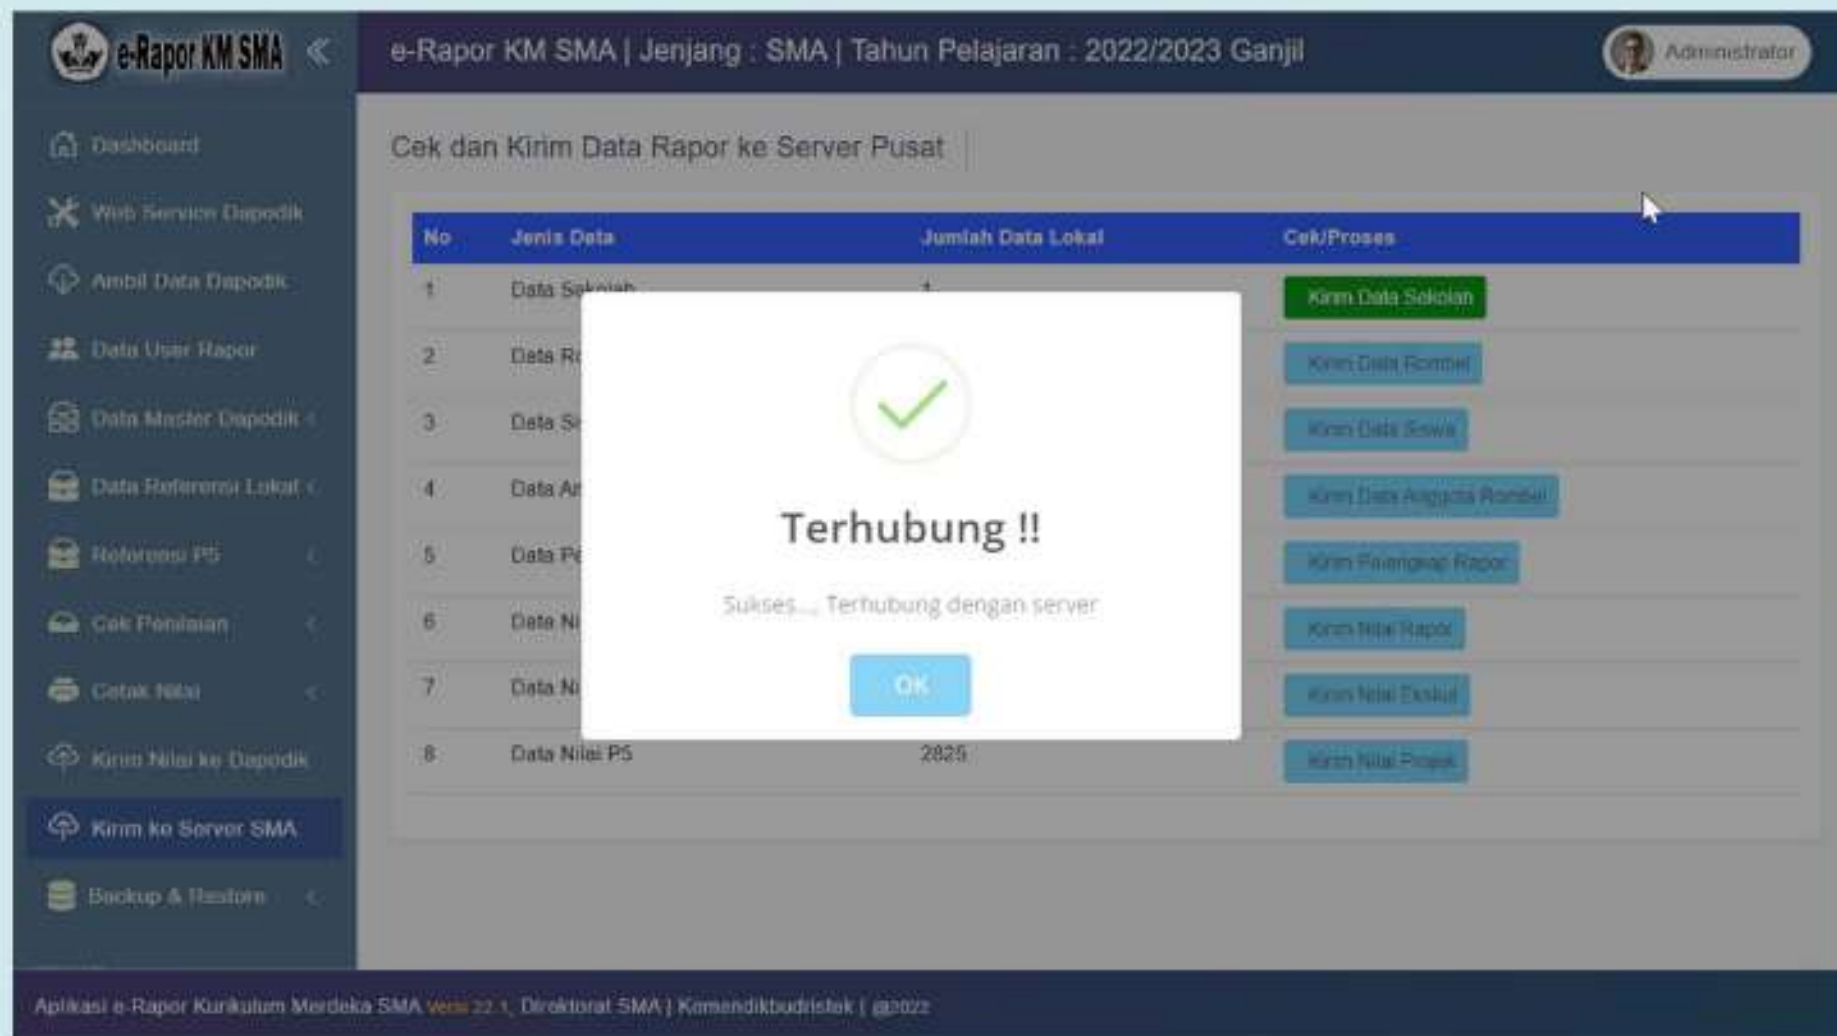 e-Rapor KM SMA
e-Rapor KM SMA | Jenjang : SMA | Tahun Pelajaran : 2022/2023 Ganjil
Administrator
Dashboard
Web Service Dapodik
Ambil Data Dapodik
Data User Rapor
Data Master Dapodik
Data Referensi Lokal
Referensi P5
Cek Penilaian
Cetak Nilai
Kirim Nilai ke Dapodik
Kirim ke Server SMA
Backup & Restore
Cek dan Kirim Data Rapor ke Server Pusat
No Jenis Data Jumlah Data Lokal Cek/Proses
1 Data Sekolah 1 Kirim Data Sekolah
2 Data Kirim Data Rombel
3 Data Kirim Data Siswa
4 Data Kirim Data Anggota Rombel
5 Data Kirim Pelengkap Rapor
6 Data Kirim Nilai Rapor
7 Data Kirim Nilai Ekskul
8 Data Nilai P5 2825 Kirim Nilai Projek
Terhubung !!
Sukses..., Terhubung dengan server
OK
Aplikasi e-Rapor Kurikulum Merdeka SMA Versi 22.1, Direktorat SMA | Kemendikbudristek | @2022